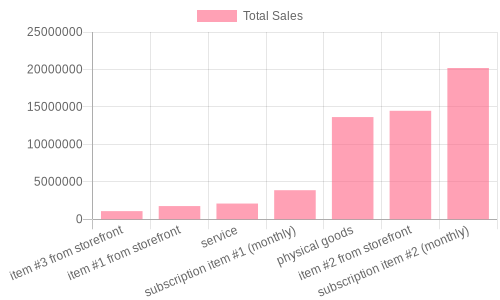 Total Sales
25000000
20000000
15000000
10000000
5000000
0
item #3 from storefront
item #1 from storefront
service
subscription item #1 (monthly)
physical goods
item #2 from storefront
subscription item #2 (monthly)